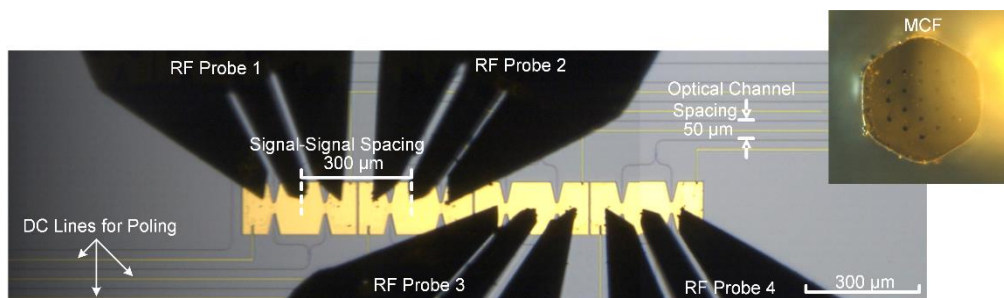 MCF
RF Probe 1
RF Probe 2
Optical Channel
Spacing
50 µm
Signal-Signal Spacing
300 µm
DC Lines for Poling
RF Probe 3
RF Probe 4
300 µm